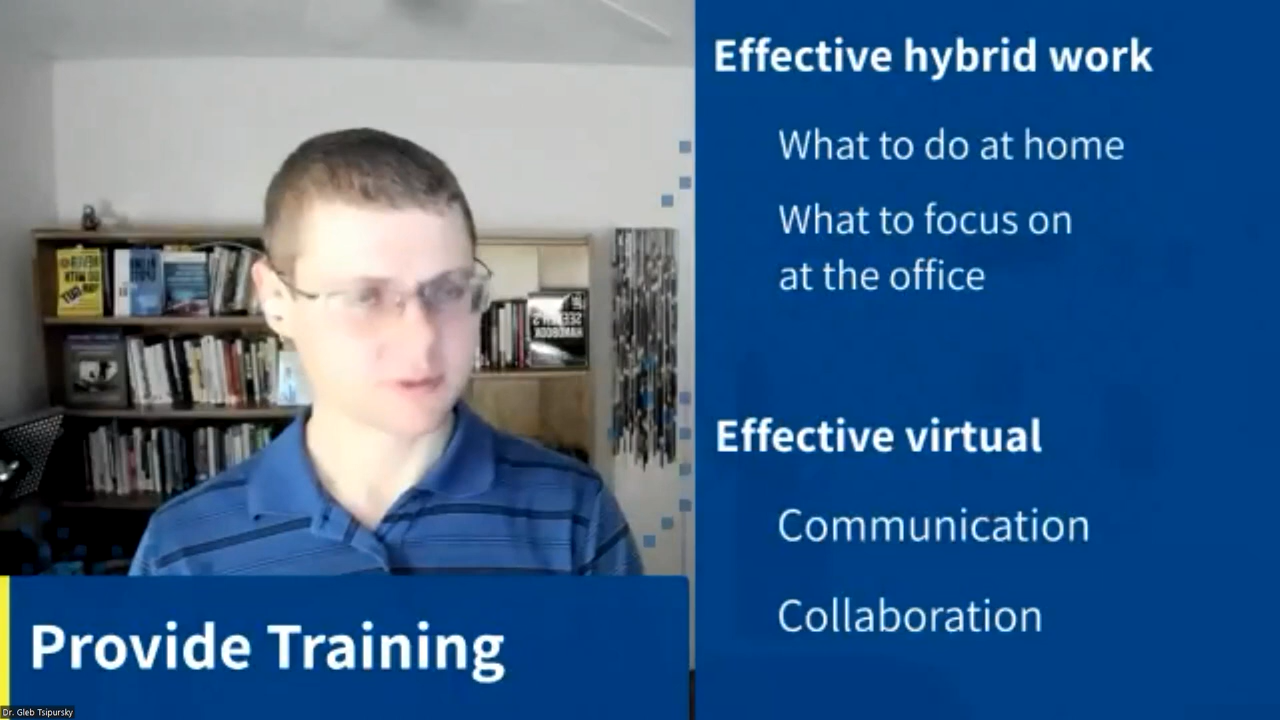 Effective hybrid work
What to do at home
What to focus on
at the office
Effective virtual
Communication
Collaboration
Provide Training
Dr. Gleb Tsipursky